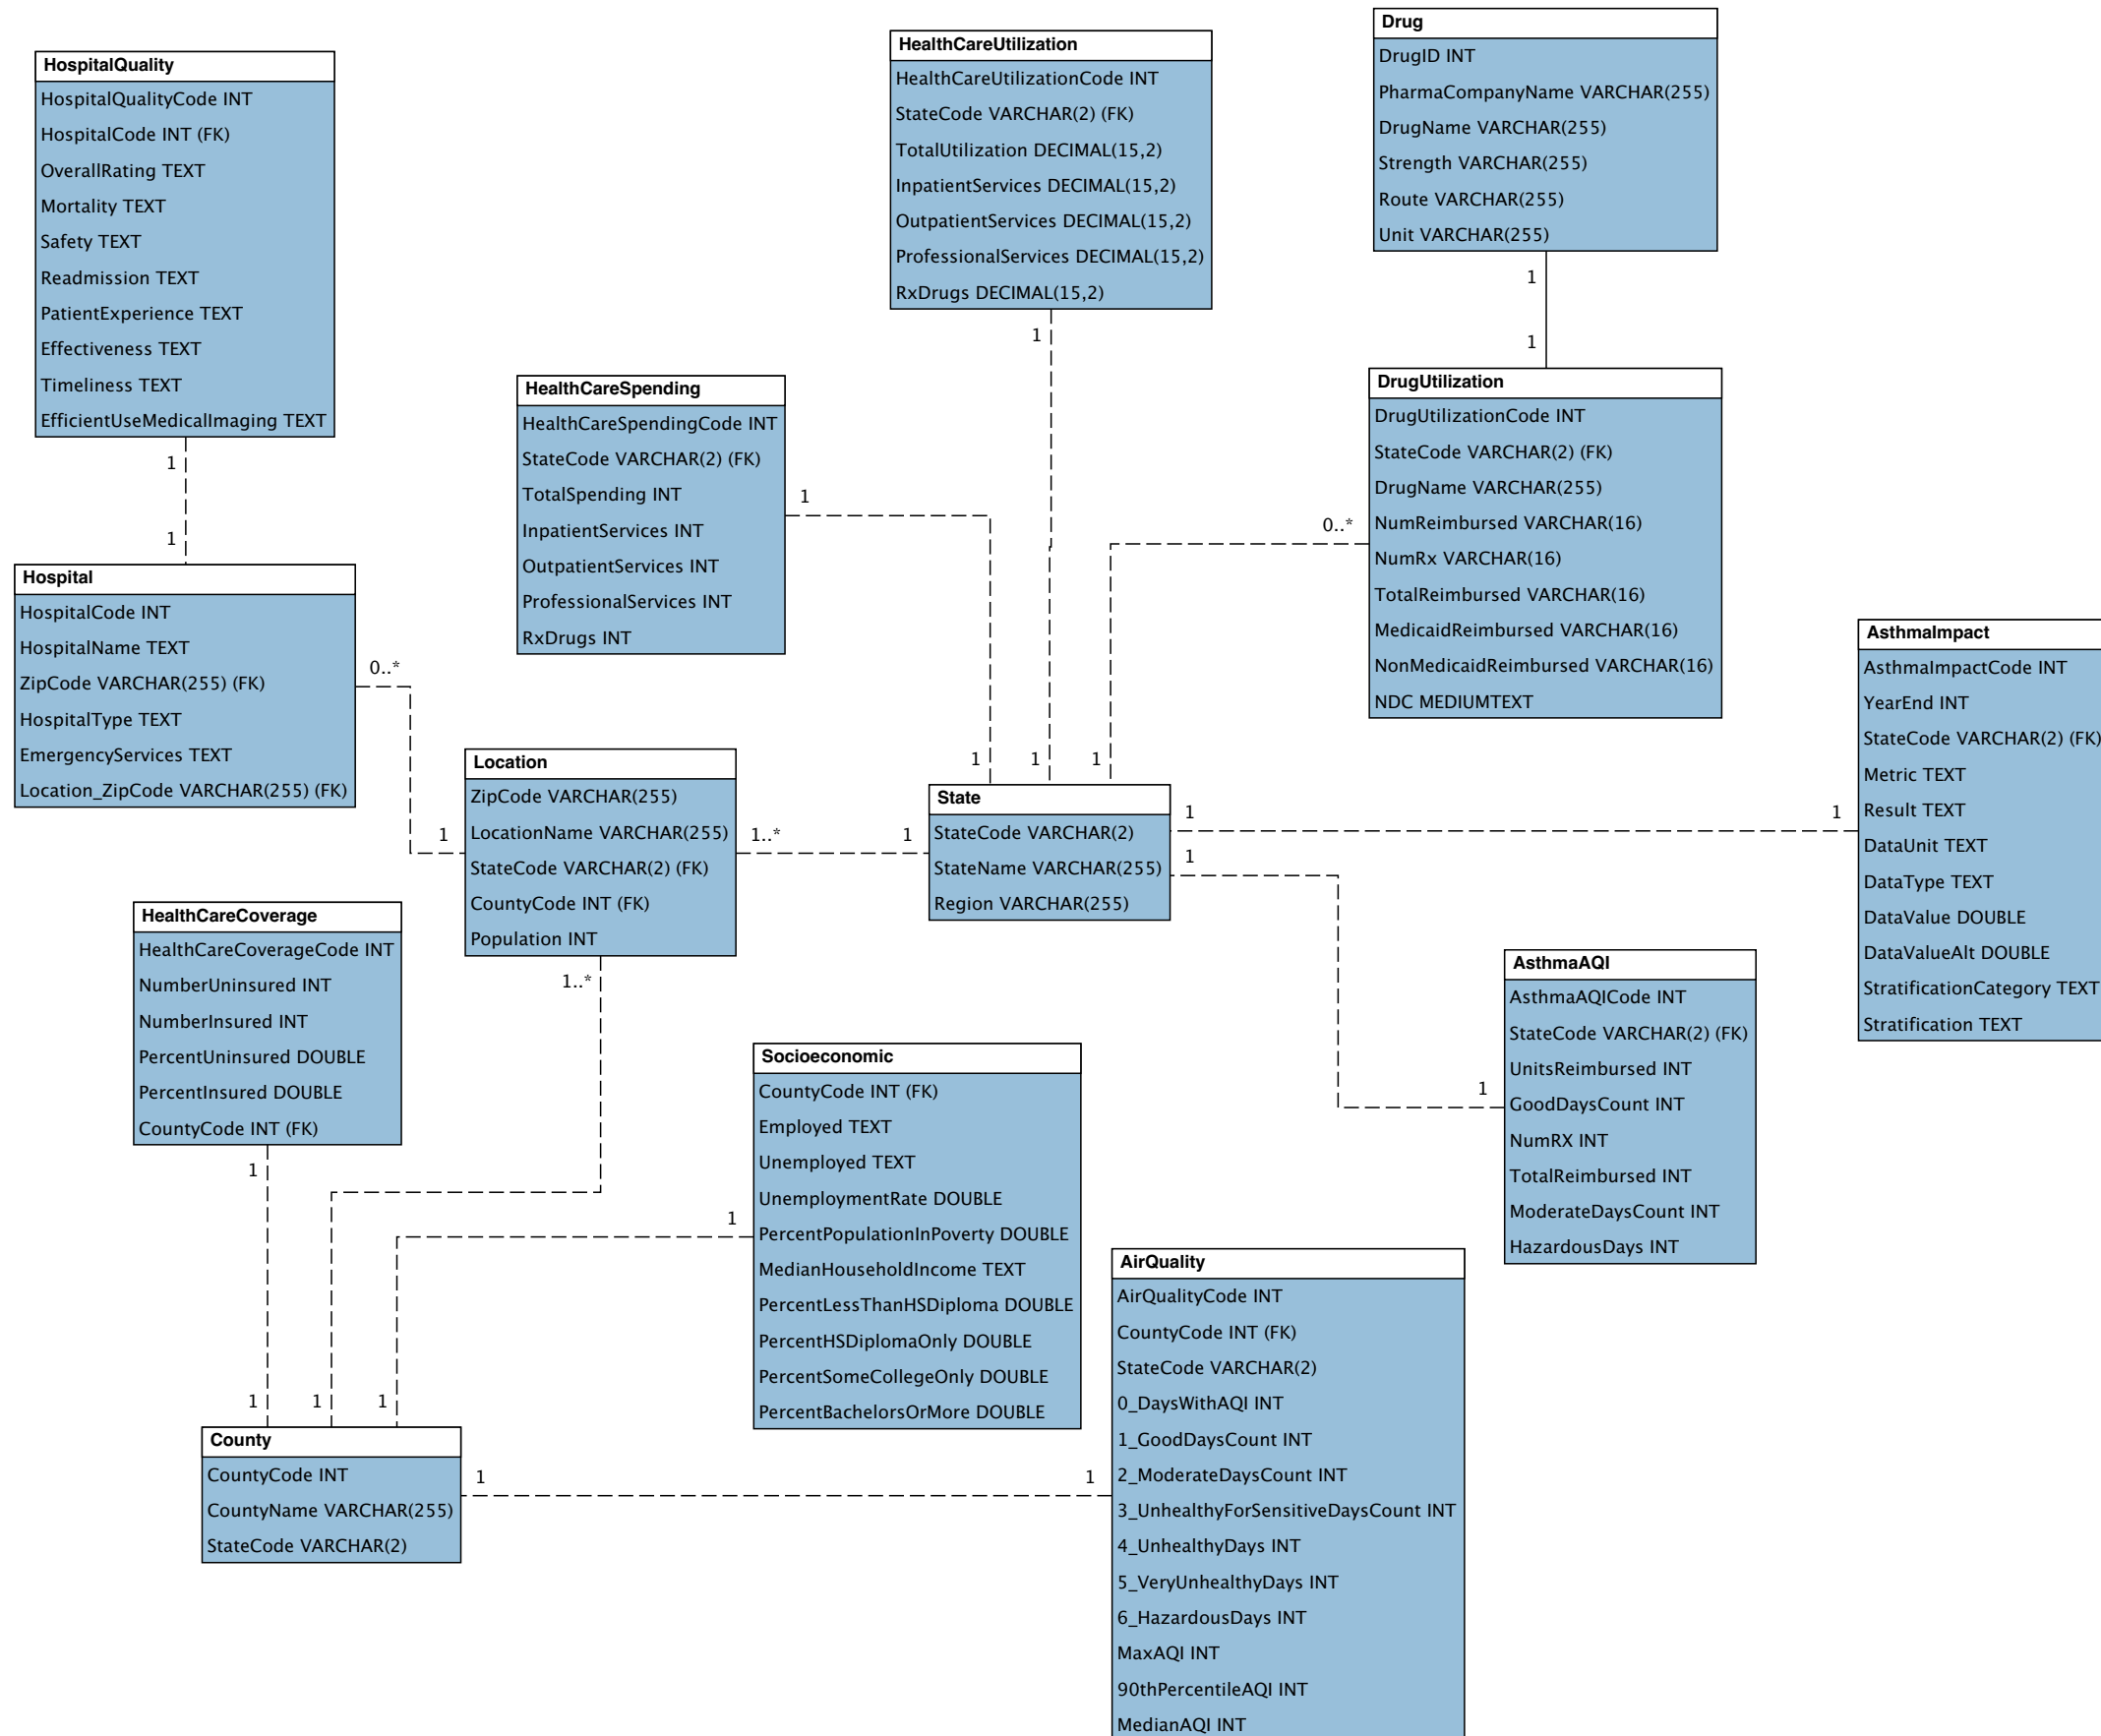 Drug
DrugID INT
PharmaCompanyName VARCHAR(255)
DrugName VARCHAR(255)
Strength VARCHAR(255)
Route VARCHAR(255)
Unit VARCHAR(255)
1
1
HealthCareUtilization
HealthCareUtilizationCode INT
StateCode VARCHAR(2) (FK)
TotalUtilization DECIMAL(15,2)
InpatientServices DECIMAL(15,2)
OutpatientServices DECIMAL(15,2)
ProfessionalServices DECIMAL(15,2)
RxDrugs DECIMAL(15,2)
1
1
HospitalQuality
HospitalQualityCode INT
HospitalCode INT (FK)
OverallRating TEXT
Mortality TEXT
Safety TEXT
Readmission TEXT
PatientExperience TEXT
Effectiveness TEXT
Timeliness TEXT
EfficientUseMedicalImaging TEXT
1
1
HealthCareSpending
HealthCareSpendingCode INT
StateCode VARCHAR(2) (FK)
TotalSpending INT
InpatientServices INT
OutpatientServices INT
ProfessionalServices INT
RxDrugs INT
1
1
DrugUtilization
DrugUtilizationCode INT
StateCode VARCHAR(2) (FK)
DrugName VARCHAR(255)
NumReimbursed VARCHAR(16)
NumRx VARCHAR(16)
TotalReimbursed VARCHAR(16)
MedicaidReimbursed VARCHAR(16)
NonMedicaidReimbursed VARCHAR(16)
NDC MEDIUMTEXT
0..*
1
Hospital
HospitalCode INT
HospitalName TEXT
ZipCode VARCHAR(255) (FK)
HospitalType TEXT
EmergencyServices TEXT
Location_ZipCode VARCHAR(255) (FK)
0..*
1
Location
ZipCode VARCHAR(255)
LocationName VARCHAR(255)
StateCode VARCHAR(2) (FK)
CountyCode INT (FK)
Population INT
1..*
1
1..*
State
StateCode VARCHAR(2)
StateName VARCHAR(255)
Region VARCHAR(255)
1
1
1
AsthmaImpact
AsthmaImpactCode INT
YearEnd INT
StateCode VARCHAR(2) (FK)
Metric TEXT
Result TEXT
DataUnit TEXT
DataType TEXT
DataValue DOUBLE
DataValueAlt DOUBLE
StratificationCategory TEXT
Stratification TEXT
AsthmaAQI
AsthmaAQICode INT
StateCode VARCHAR(2) (FK)
UnitsReimbursed INT
GoodDaysCount INT
NumRX INT
TotalReimbursed INT
ModerateDaysCount INT
HazardousDays INT
1
HealthCareCoverage
HealthCareCoverageCode INT
NumberUninsured INT
NumberInsured INT
PercentUninsured DOUBLE
PercentInsured DOUBLE
CountyCode INT (FK)
1
Socioeconomic
CountyCode INT (FK)
Employed TEXT
Unemployed TEXT
UnemploymentRate DOUBLE
PercentPopulationInPoverty DOUBLE
MedianHouseholdIncome TEXT
PercentLessThanHSDiploma DOUBLE
PercentHSDiplomaOnly DOUBLE
PercentSomeCollegeOnly DOUBLE
PercentBachelorsOrMore DOUBLE
1
1
1
1
County
CountyCode INT
CountyName VARCHAR(255)
StateCode VARCHAR(2)
1
1
AirQuality
AirQualityCode INT
CountyCode INT (FK)
StateCode VARCHAR(2)
0_DaysWithAQI INT
1_GoodDaysCount INT
2_ModerateDaysCount INT
3_UnhealthyForSensitiveDaysCount INT
4_UnhealthyDays INT
5_VeryUnhealthyDays INT
6_HazardousDays INT
MaxAQI INT
90thPercentileAQI INT
MedianAQI INT